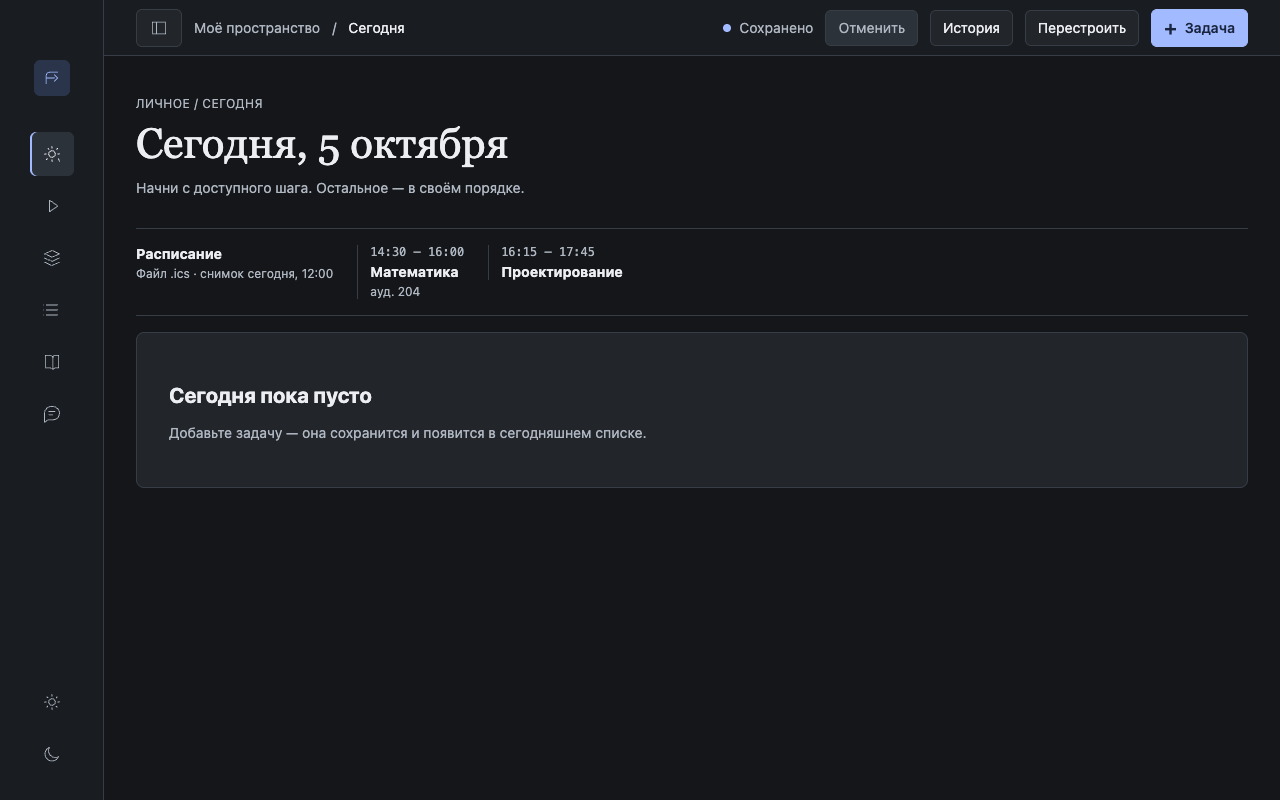 Моё пространство / Сегодня
Сохранено
Отменить
История
Перестроить
+ Задача
ЛИЧНОЕ / СЕГОДНЯ
Сегодня, 5 октября
Начни с доступного шага. Остальное — в своём порядке.
Расписание
Файл .ics · снимок сегодня, 12:00
14:30 — 16:00
Математика
ауд. 204
16:15 — 17:45
Проектирование
Сегодня пока пусто
Добавьте задачу — она сохранится и появится в сегодняшнем списке.